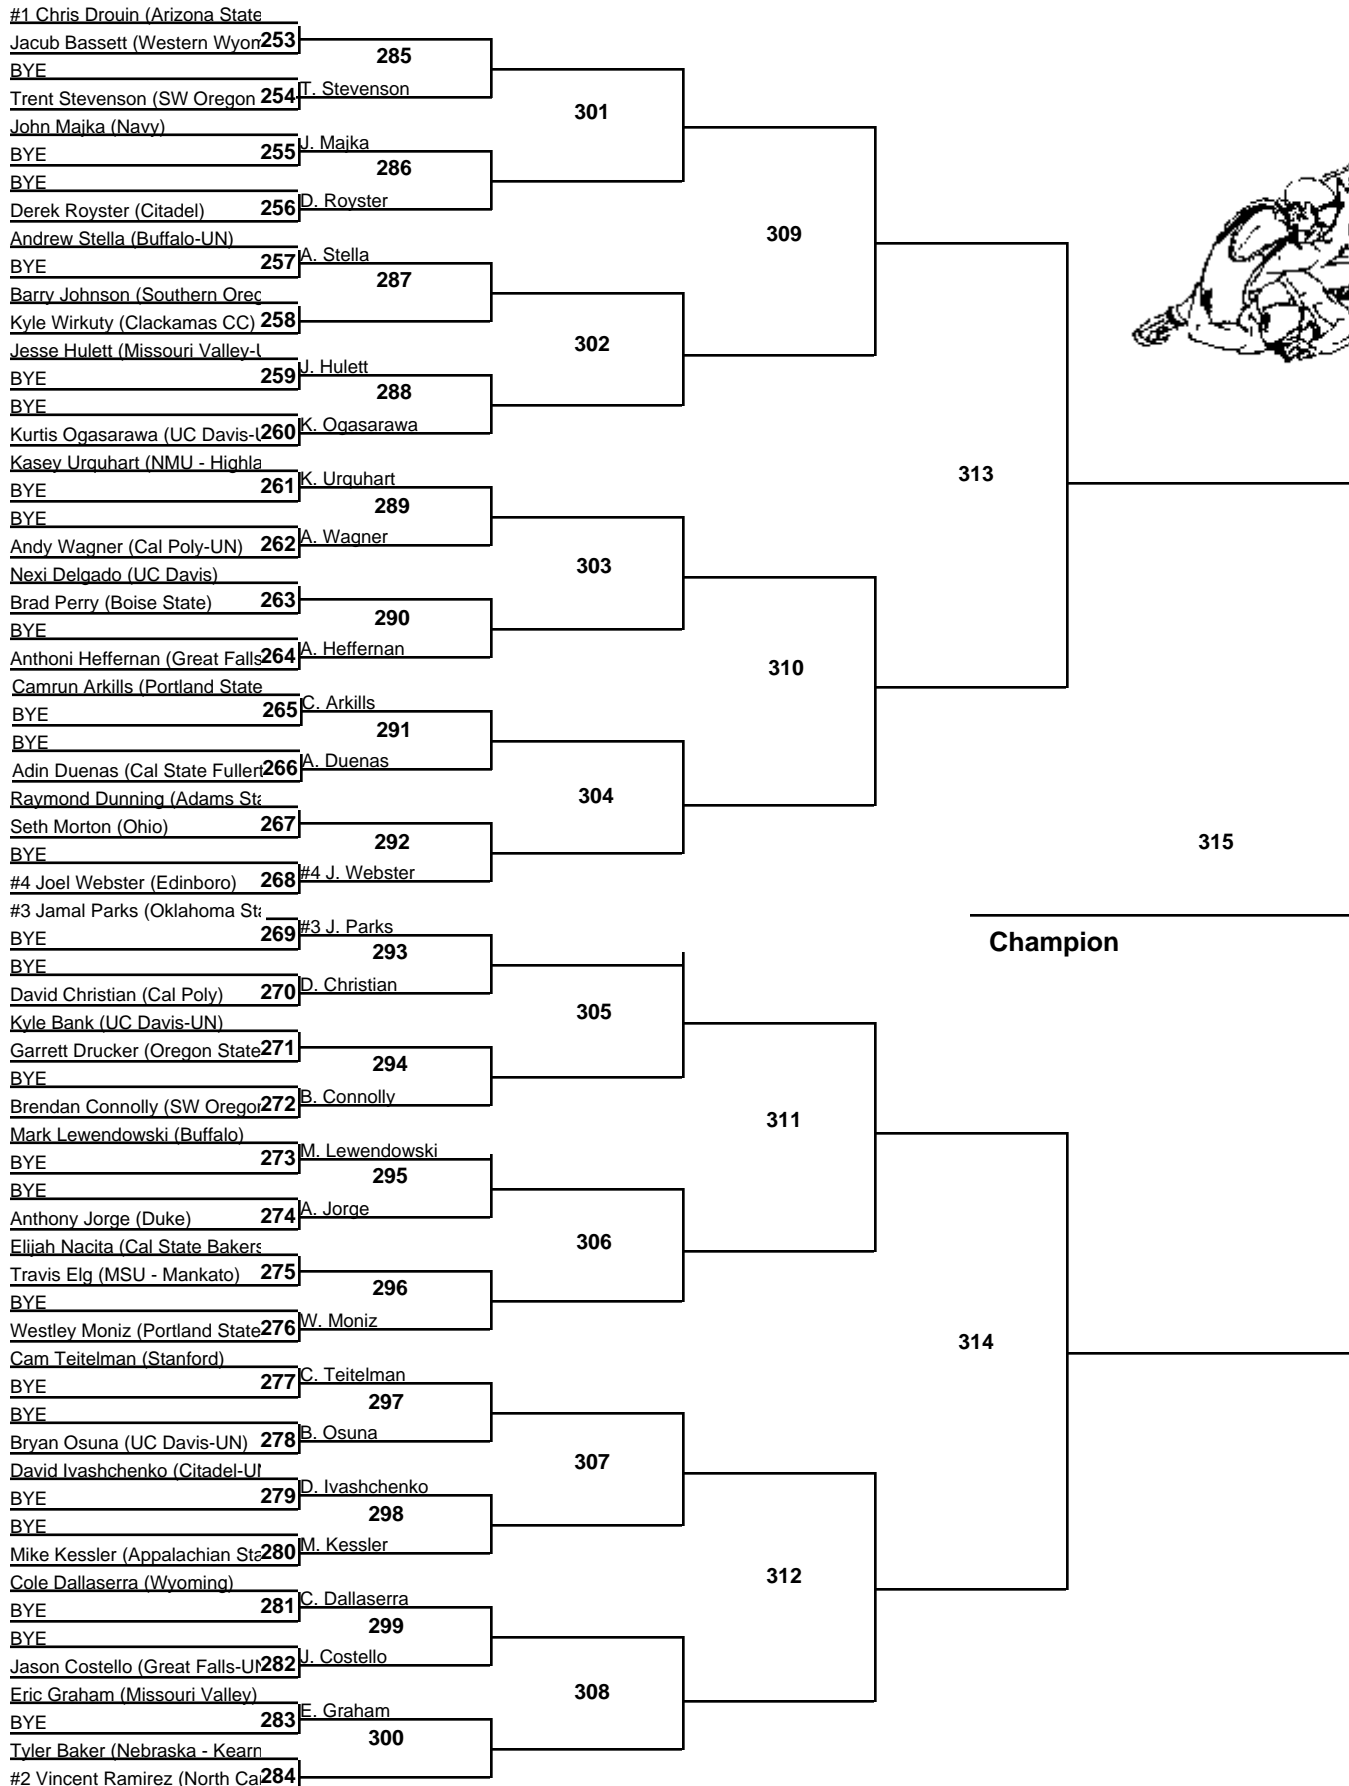 #1 Chris Drouin (Arizona State
Jacub Bassett (Western Wyom 253
285
BYE
Trent Stevenson (SW Oregon 254 T. Stevenson
301
John Majka (Navy)
BYE 255 J. Majka
286
BYE
Derek Royster (Citadel) 256 D. Royster
309
Andrew Stella (Buffalo-UN)
BYE 257 A. Stella
287
Barry Johnson (Southern Oreg
Kyle Wirkuty (Clackamas CC) 258
302
Jesse Hulett (Missouri Valley-U
BYE 259 J. Hulett
288
BYE
Kurtis Ogasarawa (UC Davis-U 260 K. Ogasarawa
313
Kasey Urquhart (NMU - Highla
BYE 261 K. Urquhart
289
BYE
Andy Wagner (Cal Poly-UN) 262 A. Wagner
303
Nexi Delgado (UC Davis)
Brad Perry (Boise State) 263
290
BYE
Anthoni Heffernan (Great Falls 264 A. Heffernan
310
Camrun Arkills (Portland State
BYE 265 C. Arkills
291
BYE
Adin Duenas (Cal State Fullert 266 A. Duenas
304
Raymond Dunning (Adams Sta
Seth Morton (Ohio) 267
292
315
BYE
#4 Joel Webster (Edinboro) 268 #4 J. Webster
#3 Jamal Parks (Oklahoma Sta
BYE 269 #3 J. Parks
Champion
293
BYE
David Christian (Cal Poly) 270 D. Christian
305
Kyle Bank (UC Davis-UN)
Garrett Drucker (Oregon State 271
294
BYE
Brendan Connolly (SW Oregon 272 B. Connolly
311
Mark Lewendowski (Buffalo)
BYE 273 M. Lewendowski
295
BYE
Anthony Jorge (Duke) 274 A. Jorge
306
Elijah Nacita (Cal State Bakers
Travis Elg (MSU - Mankato) 275
296
BYE
Westley Moniz (Portland State 276 W. Moniz
314
Cam Teitelman (Stanford)
BYE 277 C. Teitelman
297
BYE
Bryan Osuna (UC Davis-UN) 278 B. Osuna
307
David Ivashchenko (Citadel-UN
BYE 279 D. Ivashchenko
298
BYE
Mike Kessler (Appalachian Sta 280 M. Kessler
312
Cole Dallaserra (Wyoming)
BYE 281 C. Dallaserra
299
BYE
Jason Costello (Great Falls-UN 282 J. Costello
308
Eric Graham (Missouri Valley)
BYE 283 E. Graham
300
Tyler Baker (Nebraska - Kearn
#2 Vincent Ramirez (North Car 284